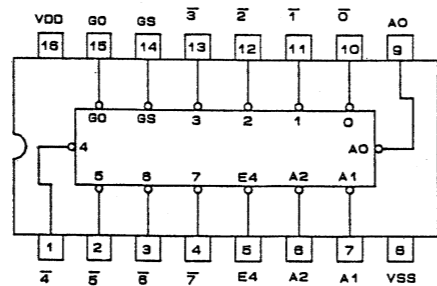 VDD GO GS 3̅ 2̅ 1̅ 0̅ AO
16 15 14 13 12 11 10 9
GO GS 3 2 1 0
4 AO
5 6 7 E4 A2 A1
1 2 3 4 5 6 7 8
4̅ 5̅ 6̅ 7̅ E4 A2 A1 VSS